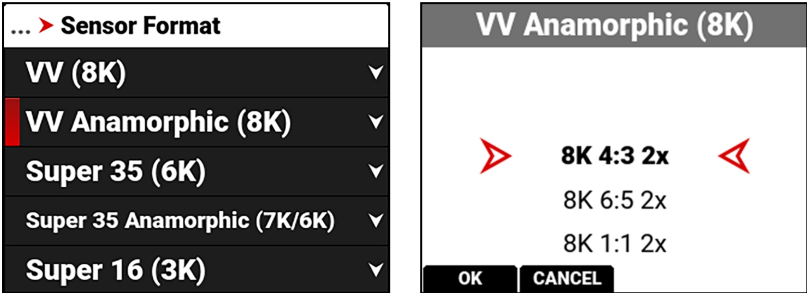 ... Sensor Format
VV (8K)
VV Anamorphic (8K)
Super 35 (6K)
Super 35 Anamorphic (7K/6K)
Super 16 (3K)
VV Anamorphic (8K)
8K 4:3 2x
8K 6:5 2x
8K 1:1 2x
OK CANCEL